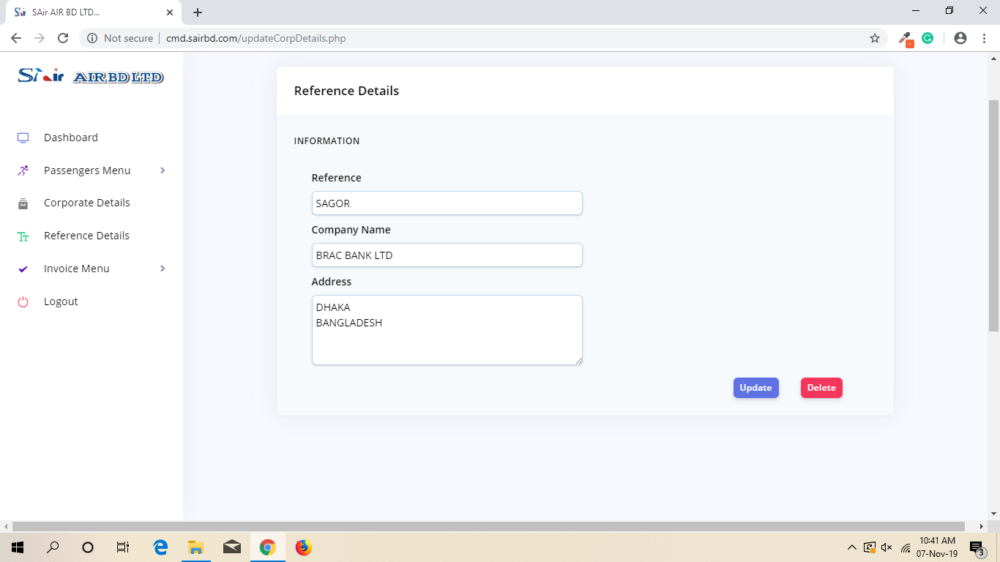 SAir AIR BD LTD...
Not secure
cmd.sairbd.com/updateCorpDetails.php
SAir AIR BD LTD
Dashboard
Passengers Menu
Corporate Details
Reference Details
Invoice Menu
Logout
Reference Details
INFORMATION
Reference
SAGOR
Company Name
BRAC BANK LTD
Address
DHAKA
BANGLADESH
Update
Delete
10:41 AM
07-Nov-19
3